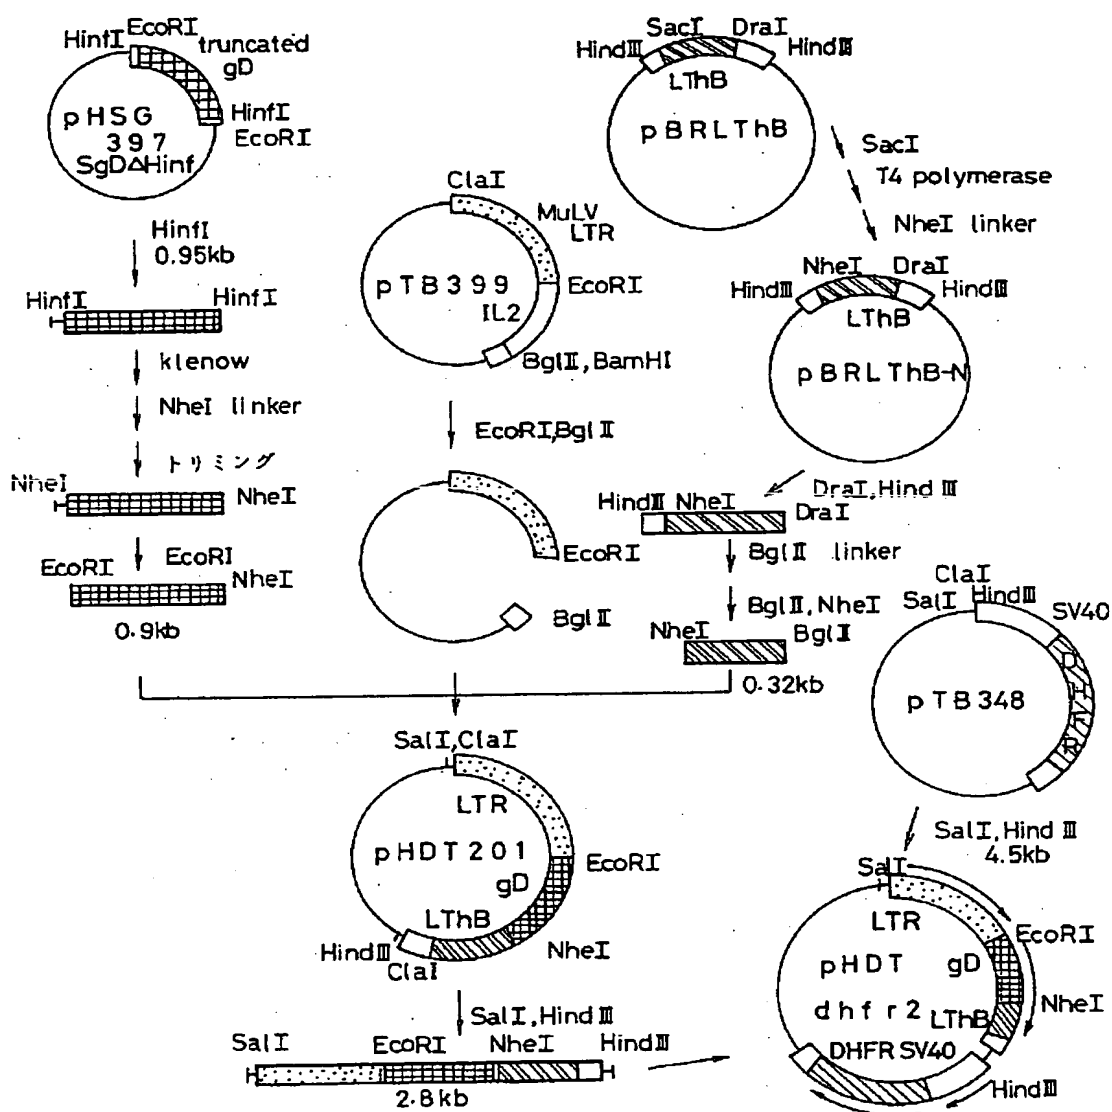 HinfI
EcoRI
truncated
gD
HinfI
EcoRI
pHSG
397
SgDΔHinf
HinfI
0.95kb
HinfI
HinfI
klenow
NheI linker
トリミング
NheI
NheI
EcoRI
EcoRI
NheI
0.9kb
ClaI
MuLV
LTR
pTB399
EcoRI
IL2
BglII, BamHI
EcoRI,BglII
EcoRI
BglII
SacI
DraI
HindIII
HindIII
LThB
pBRLThB
SacI
T4 polymerase
NheI linker
NheI
DraI
HindIII
HindIII
LThB
pBRLThB-N
DraI,HindIII
HindIII
NheI
DraI
BglII linker
BglII,NheI
NheI
BglII
0.32kb
ClaI
SalI
HindIII
SV40
DHFR
pTB348
SalI,HindIII
4.5kb
SalI,ClaI
LTR
pHDT201
EcoRI
gD
LThB
HindIII
ClaI
NheI
SalI,HindIII
SalI
EcoRI
NheI
HindIII
2.8kb
SalI
LTR
EcoRI
pHDT
gD
dhfr2
LThB
NheI
DHFR SV40
HindIII